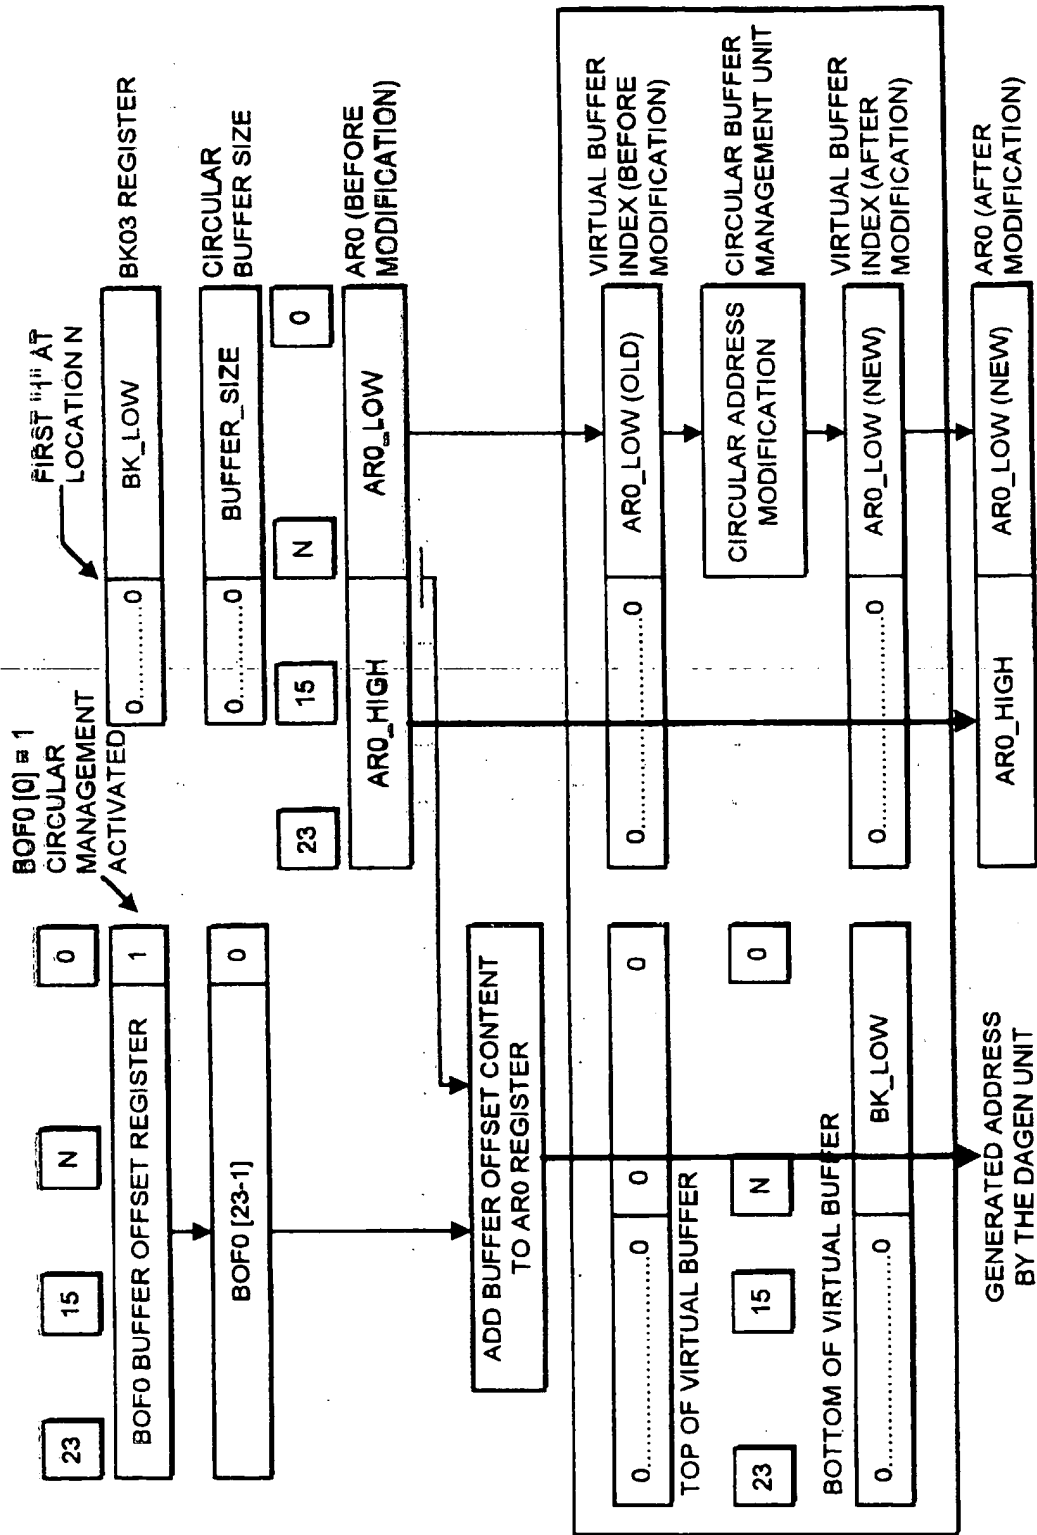 BOF0 [0] = 1
CIRCULAR
MANAGEMENT
ACTIVATED
FIRST "1" AT
LOCATION N
23
15
N
0
BOF0 BUFFER OFFSET REGISTER
1
0............0
BK_LOW
BK03 REGISTER
BOF0 [23-1]
0
0............0
BUFFER_SIZE
CIRCULAR
BUFFER SIZE
23
15
N
0
AR0_HIGH
AR0_LOW
AR0 (BEFORE
MODIFICATION)
ADD BUFFER OFFSET CONTENT
TO AR0 REGISTER
0........................0
0
0
TOP OF VIRTUAL BUFFER
0........................0
AR0_LOW (OLD)
VIRTUAL BUFFER
INDEX (BEFORE
MODIFICATION)
23
15
N
0
CIRCULAR ADDRESS
MODIFICATION
CIRCULAR BUFFER
MANAGEMENT UNIT
BOTTOM OF VIRTUAL BUFFER
0........................0
BK_LOW
0........................0
AR0_LOW (NEW)
VIRTUAL BUFFER
INDEX (AFTER
MODIFICATION)
GENERATED ADDRESS
BY THE DAGEN UNIT
AR0_HIGH
AR0_LOW (NEW)
AR0 (AFTER
MODIFICATION)